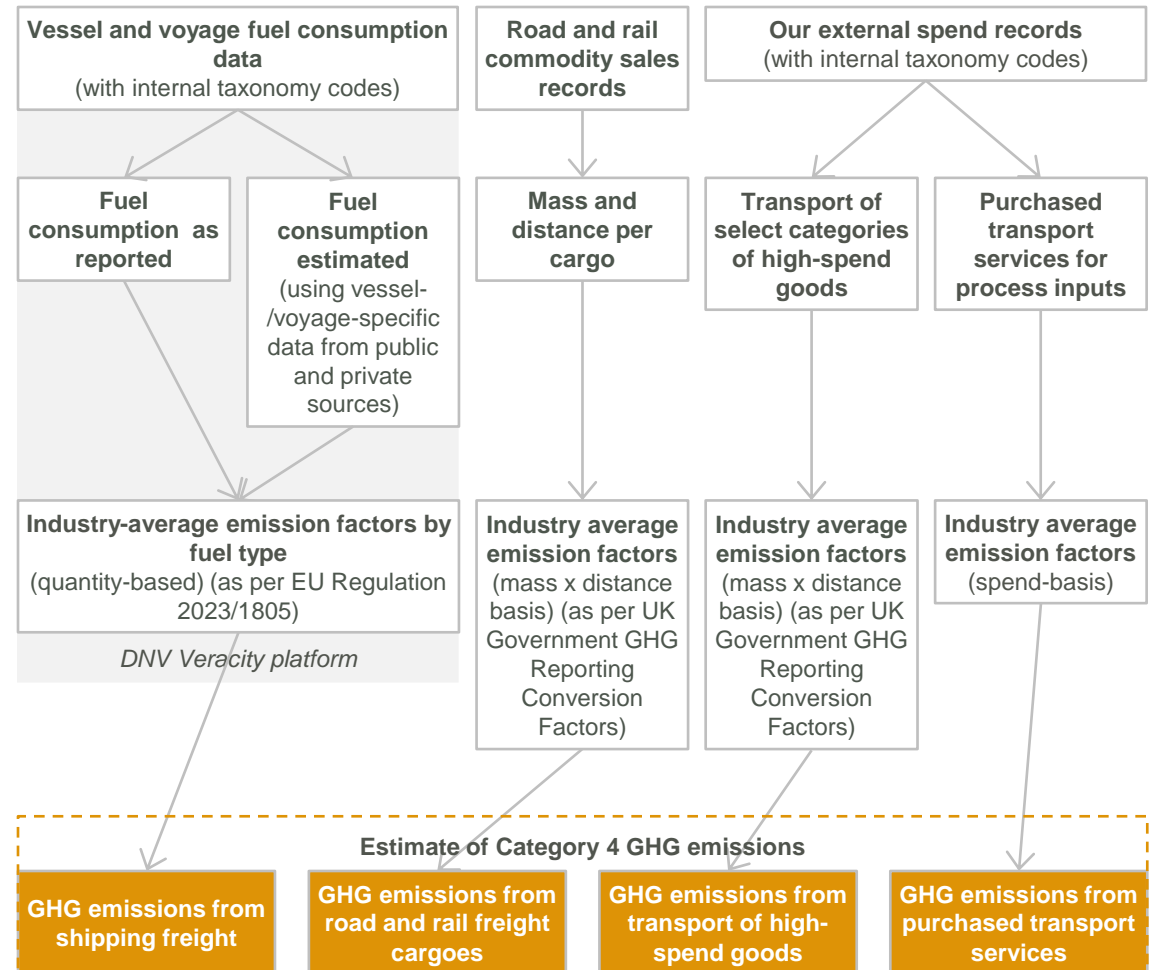 Vessel and voyage fuel consumption
data
(with internal taxonomy codes)
Road and rail
commodity sales
records
Our external spend records
(with internal taxonomy codes)
Fuel
consumption as
reported
Fuel
consumption
estimated
(using vessel-
/voyage-specific
data from public
and private
sources)
Mass and
distance per
cargo
Transport of
select categories
of high-spend
goods
Purchased
transport
services for
process inputs
Industry-average emission factors by
fuel type
(quantity-based) (as per EU Regulation
2023/1805)
DNV Veracity platform
Industry average
emission factors
(mass x distance
basis) (as per UK
Government GHG
Reporting
Conversion
Factors)
Industry average
emission factors
(mass x distance
basis) (as per UK
Government GHG
Reporting
Conversion
Factors)
Industry average
emission factors
(spend-basis)
Estimate of Category 4 GHG emissions
GHG emissions from
shipping freight
GHG emissions from
road and rail freight
cargoes
GHG emissions from
transport of high-
spend goods
GHG emissions from
purchased transport
services